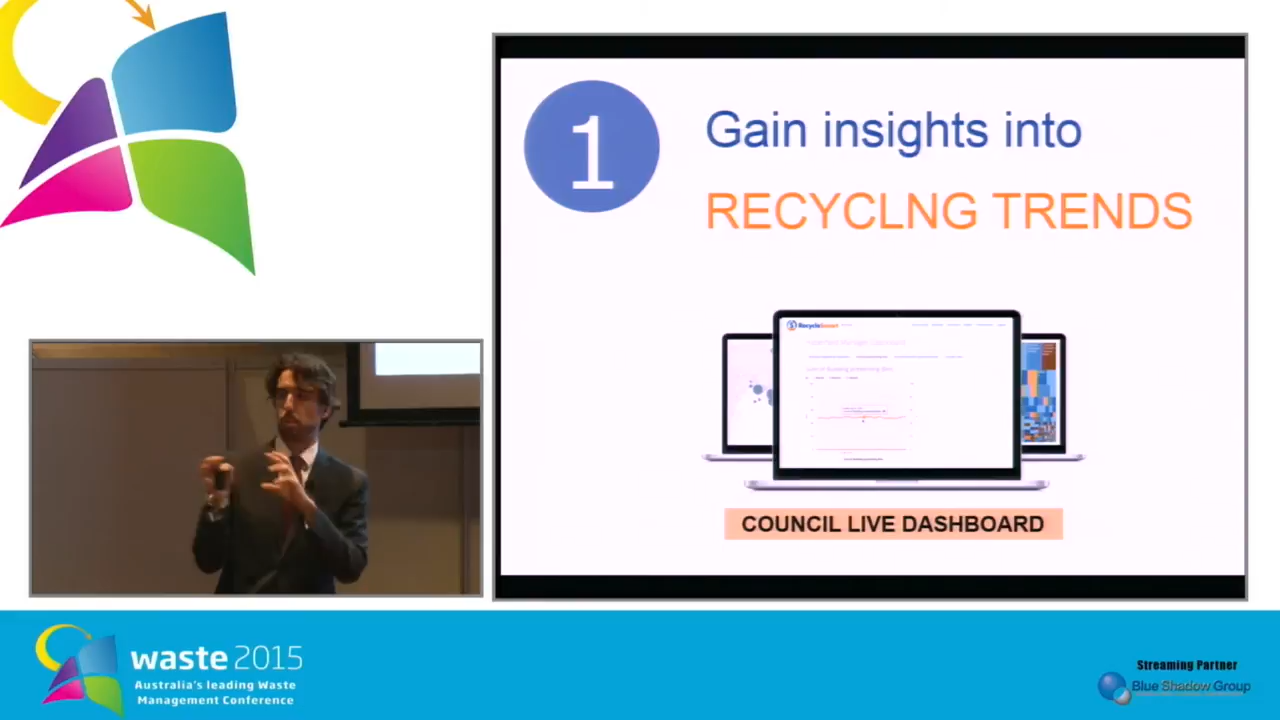 1
Gain insights into
RECYCLNG TRENDS
RecycleSmart
COUNCIL LIVE DASHBOARD
waste 2015
Australia's leading Waste
Management Conference
Streaming Partner
Blue Shadow Group